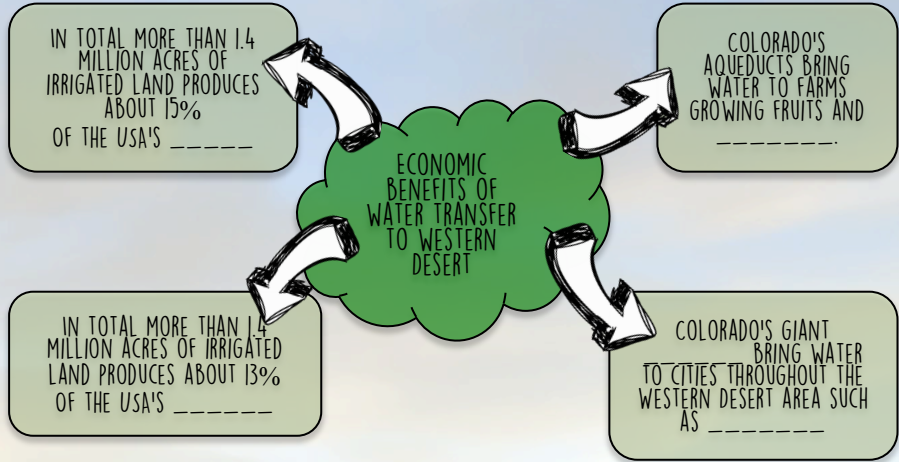 IN TOTAL MORE THAN 1.4
MILLION ACRES OF
IRRIGATED LAND PRODUCES
ABOUT 15%
OF THE USA'S _____
COLORADO'S
AQUEDUCTS BRING
WATER TO FARMS
GROWING FRUITS AND
_______.
ECONOMIC
BENEFITS OF
WATER TRANSFER
TO WESTERN
DESERT
IN TOTAL MORE THAN 1.4
MILLION ACRES OF IRRIGATED
LAND PRODUCES ABOUT 13%
OF THE USA'S ______
COLORADO'S GIANT
______ BRING WATER
TO CITIES THROUGHOUT THE
WESTERN DESERT AREA SUCH
AS _______